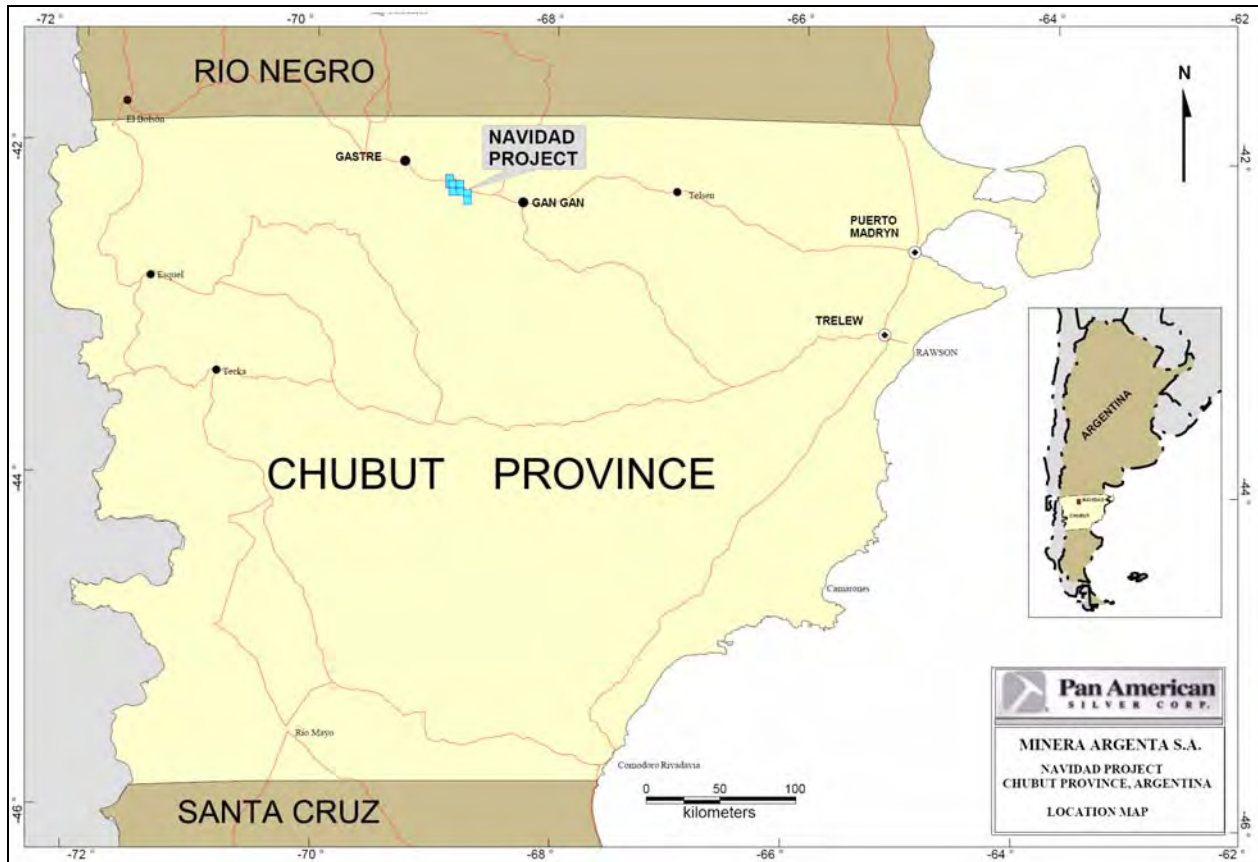 -72 ° -70 ° -68 ° -66 ° -64 ° -62
RIO NEGRO
N
El Bolsón
-42 °
-42 °
NAVIDAD
PROJECT
GASTRE
GAN GAN
Telsen
PUERTO
MADRYN
Esquel
TRELEW
RAWSON
Tecka
ARGENTINA
CHUBUT PROVINCE
-44 °
-44 °
NAVIDAD
CHUBUT
Camarones
Pan American
SILVER CORP.
Rio Mayo
MINERA ARGENTA S.A.
Comodoro Rivadavia
NAVIDAD PROJECT
CHUBUT PROVINCE, ARGENTINA
0 50 100
kilometers
LOCATION MAP
SANTA CRUZ
-46 °
-46 °
-72 ° -70 ° -68 ° -66 ° -64 ° -62